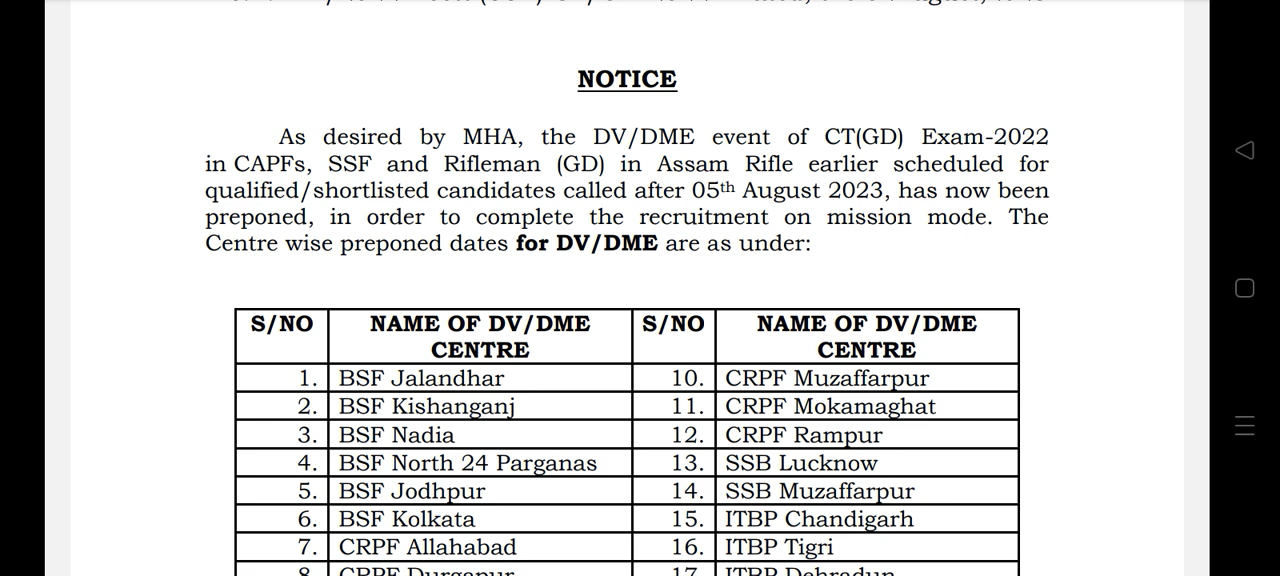 NOTICE
As desired by MHA, the DV/DME event of CT(GD) Exam-2022
in CAPFs, SSF and Rifleman (GD) in Assam Rifle earlier scheduled for
qualified/shortlisted candidates called after 05th August 2023, has now been
preponed, in order to complete the recruitment on mission mode. The
Centre wise preponed dates for DV/DME are as under:
S/NO NAME OF DV/DME CENTRE S/NO NAME OF DV/DME CENTRE
1. BSF Jalandhar 10. CRPF Muzaffarpur
2. BSF Kishanganj 11. CRPF Mokamaghat
3. BSF Nadia 12. CRPF Rampur
4. BSF North 24 Parganas 13. SSB Lucknow
5. BSF Jodhpur 14. SSB Muzaffarpur
6. BSF Kolkata 15. ITBP Chandigarh
7. CRPF Allahabad 16. ITBP Tigri
8. CRPF Durgapur 17. ITBP Dehradun